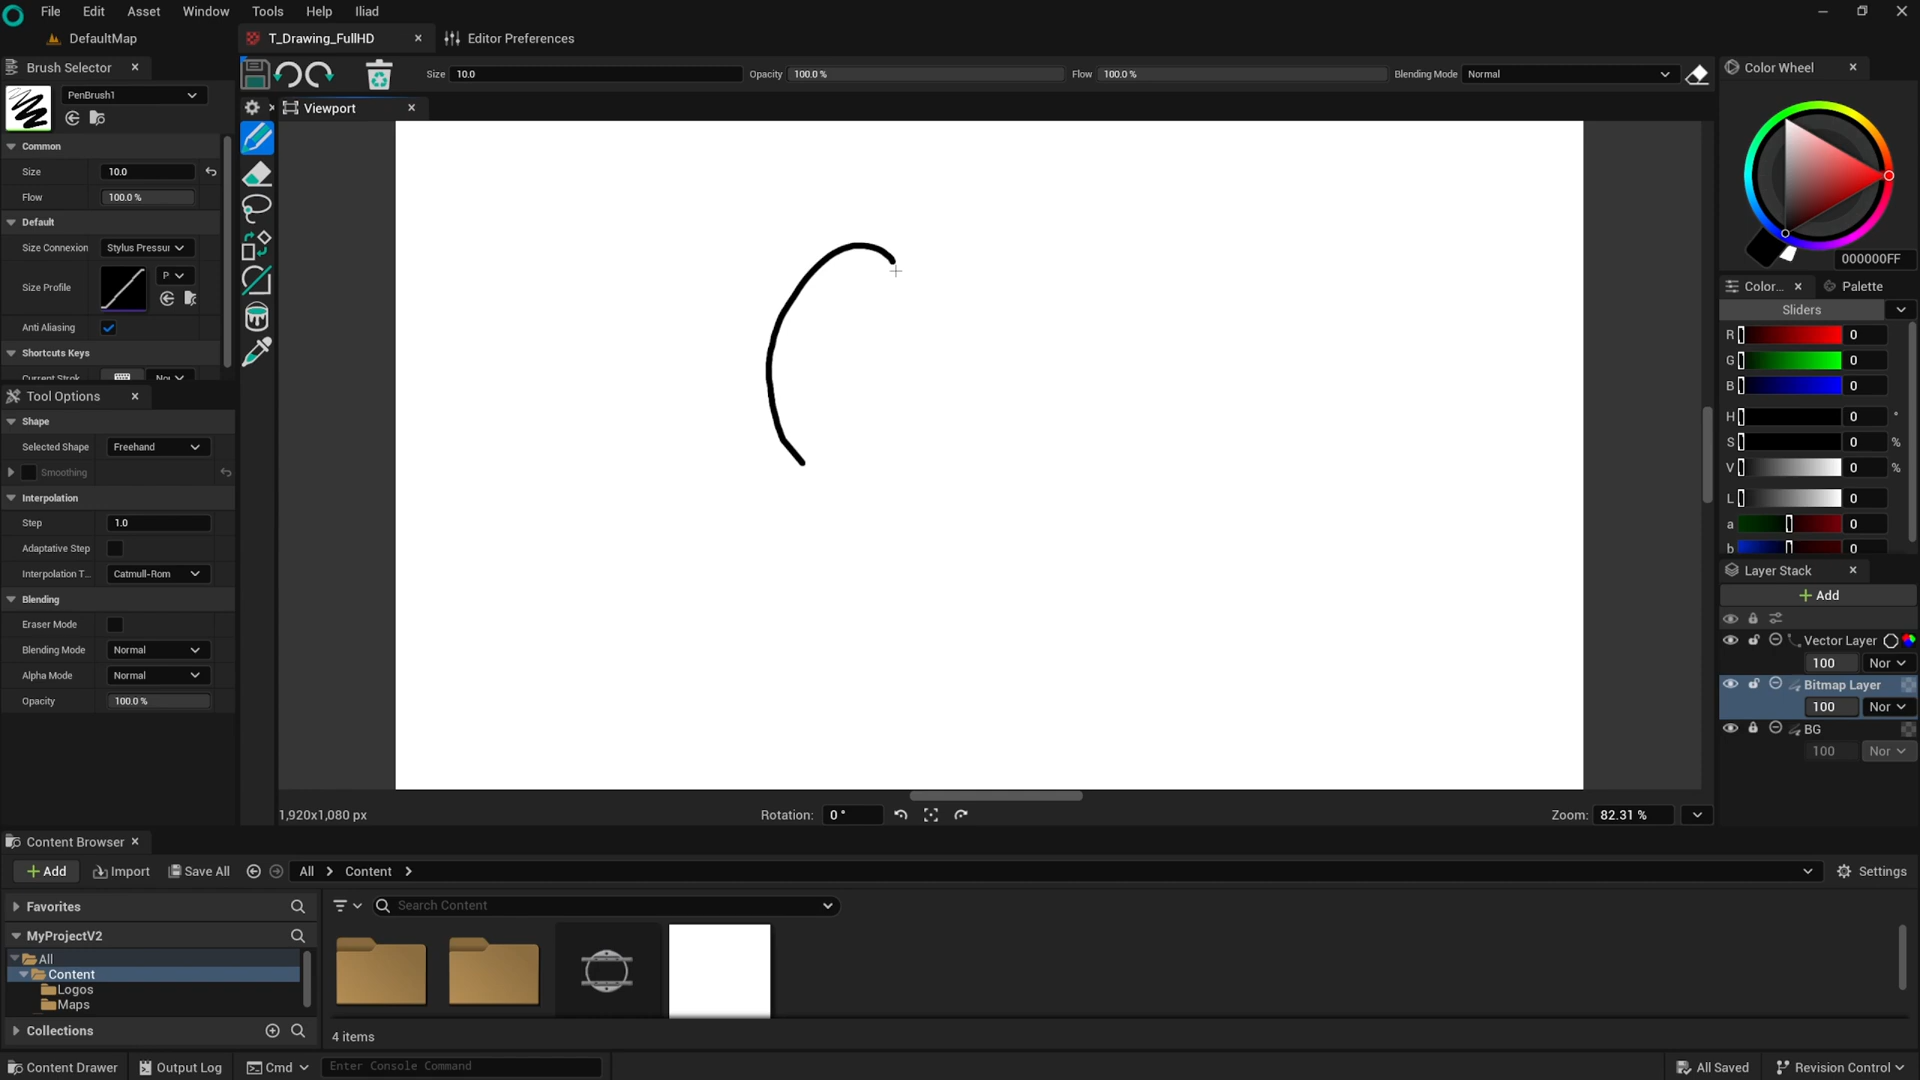 File Edit Asset Window Tools Help Iliad
DefaultMap T_Drawing_FullHD Editor Preferences
Brush Selector
PenBrush1
Size 10.0 Opacity 100.0 % Flow 100.0 % Blending Mode Normal
Viewport
Common
Size 10.0
Flow 100.0 %
Default
Size Connexion Stylus Pressur
Size Profile P
Anti Aliasing
Shortcuts Keys
Tool Options
Shape
Selected Shape Freehand
Smoothing
Interpolation
Step 1.0
Adaptative Step
Interpolation T... Catmull-Rom
Blending
Eraser Mode
Blending Mode Normal
Alpha Mode Normal
Opacity 100.0 %
1,920x1,080 px Rotation: 0 ° Zoom: 82.31 %
Color Wheel
000000FF
Color... Palette
Sliders
R 0
G 0
B 0
H 0 °
S 0 %
V 0 %
L 0
a 0
b 0
Layer Stack
Add
Vector Layer
100 Nor
Bitmap Layer
100 Nor
BG
100 Nor
Content Browser
Add Import Save All All Content Settings
Favorites Search Content
MyProjectV2
All
Content
Logos
Maps
Collections
4 items
Content Drawer Output Log Cmd Enter Console Command All Saved Revision Control